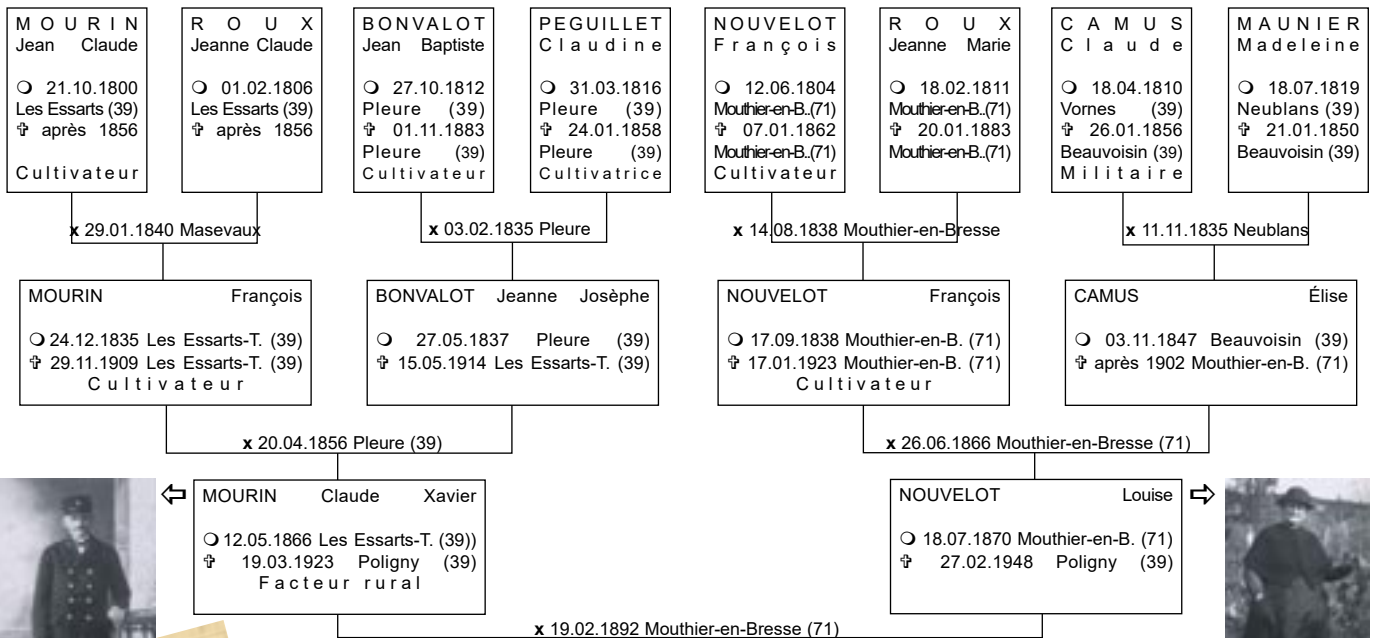 MOURIN
Jean Claude
❍ 21.10.1800
Les Essarts (39)
✞ après 1856
Cultivateur
ROUX
Jeanne Claude
❍ 01.02.1806
Les Essarts (39)
✞ après 1856
BONVALOT
Jean Baptiste
❍ 27.10.1812
Pleure (39)
✞ 01.11.1883
Pleure (39)
Cultivateur
PEGUILLET
Claudine
❍ 31.03.1816
Pleure (39)
✞ 24.01.1858
Pleure (39)
Cultivatrice
NOUVELOT
François
❍ 12.06.1804
Mouthier-en-B..(71)
✞ 07.01.1862
Mouthier-en-B..(71)
Cultivateur
ROUX
Jeanne Marie
❍ 18.02.1811
Mouthier-en-B..(71)
✞ 20.01.1883
Mouthier-en-B..(71)
CAMUS
Claude
❍ 18.04.1810
Vornes (39)
✞ 26.01.1856
Beauvoisin (39)
Militaire
MAUNIER
Madeleine
❍ 18.07.1819
Neublans (39)
✞ 21.01.1850
Beauvoisin (39)
x 29.01.1840 Masevaux
x 03.02.1835 Pleure
x 14.08.1838 Mouthier-en-Bresse
x 11.11.1835 Neublans
MOURIN François
❍ 24.12.1835 Les Essarts-T. (39)
✞ 29.11.1909 Les Essarts-T. (39)
Cultivateur
BONVALOT Jeanne Josèphe
❍ 27.05.1837 Pleure (39)
✞ 15.05.1914 Les Essarts-T. (39)
NOUVELOT François
❍ 17.09.1838 Mouthier-en-B. (71)
✞ 17.01.1923 Mouthier-en-B. (71)
Cultivateur
CAMUS Élise
❍ 03.11.1847 Beauvoisin (39)
✞ après 1902 Mouthier-en-B. (71)
x 20.04.1856 Pleure (39)
x 26.06.1866 Mouthier-en-Bresse (71)
MOURIN Claude Xavier
❍ 12.05.1866 Les Essarts-T. (39))
✞ 19.03.1923 Poligny (39)
Facteur rural
NOUVELOT Louise
❍ 18.07.1870 Mouthier-en-B. (71)
✞ 27.02.1948 Poligny (39)
x 19.02.1892 Mouthier-en-Bresse (71)